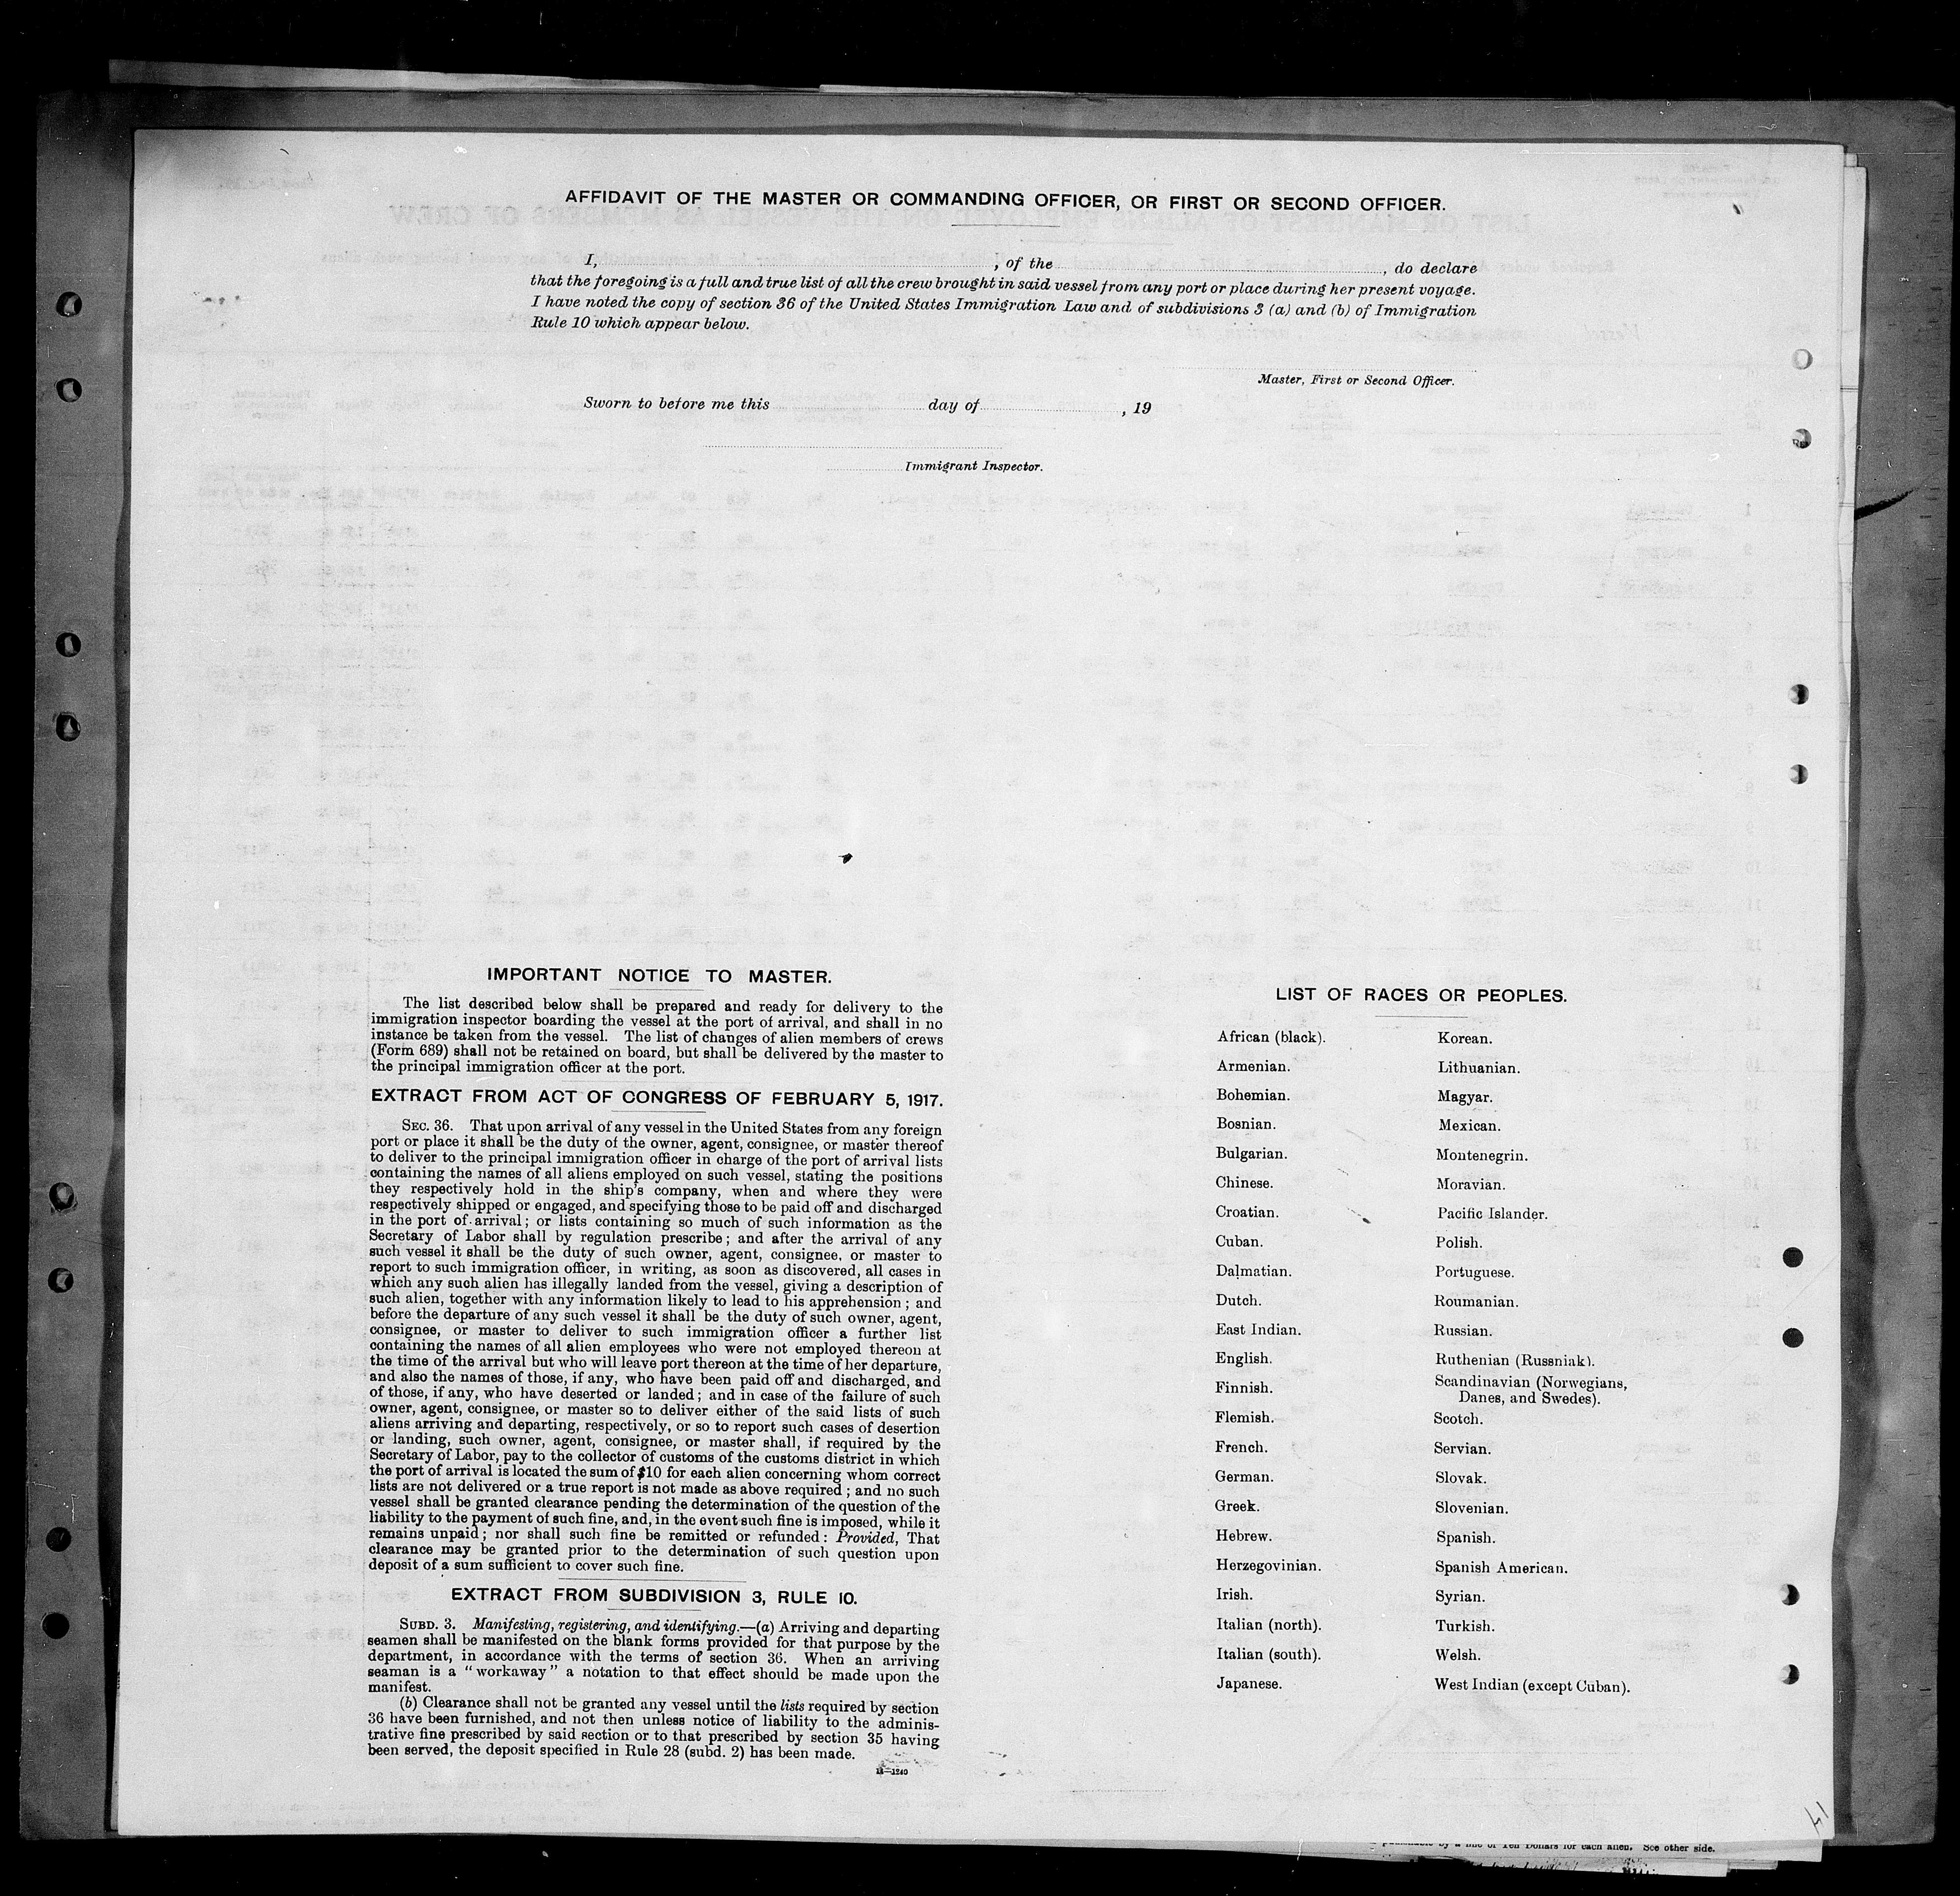 AFFIDAVIT OF THE MASTER OR COMMANDING OFFICER, OR FIRST OR SECOND OFFICER.
I, , of the , do declare
that the foregoing is a full and true list of all the crew brought in said vessel from any port or place during her present voyage.
I have noted the copy of section 36 of the United States Immigration Law and of subdivisions 3 (a) and (b) of Immigration
Rule 10 which appear below.
Master, First or Second Officer.
Sworn to before me this day of , 19
Immigrant Inspector.
IMPORTANT NOTICE TO MASTER.
The list described below shall be prepared and ready for delivery to the
immigration inspector boarding the vessel at the port of arrival, and shall in no
instance be taken from the vessel. The list of changes of alien members of crews
(Form 689) shall not be retained on board, but shall be delivered by the master to
the principal immigration officer at the port.
EXTRACT FROM ACT OF CONGRESS OF FEBRUARY 5, 1917.
SEC. 36. That upon arrival of any vessel in the United States from any foreign
port or place it shall be the duty of the owner, agent, consignee, or master thereof
to deliver to the principal immigration officer in charge of the port of arrival lists
containing the names of all aliens employed on such vessel, stating the positions
they respectively hold in the ship's company, when and where they were
respectively shipped or engaged, and specifying those to be paid off and discharged
in the port of arrival; or lists containing so much of such information as the
Secretary of Labor shall by regulation prescribe; and after the arrival of any
such vessel it shall be the duty of such owner, agent, consignee, or master to
report to such immigration officer, in writing, as soon as discovered, all cases in
which any such alien has illegally landed from the vessel, giving a description of
such alien, together with any information likely to lead to his apprehension; and
before the departure of any such vessel it shall be the duty of such owner, agent,
consignee, or master to deliver to such immigration officer a further list
containing the names of all alien employees who were not employed thereon at
the time of the arrival but who will leave port thereon at the time of her departure,
and also the names of those, if any, who have been paid off and discharged, and
of those, if any, who have deserted or landed; and in case of the failure of such
owner, agent, consignee, or master so to deliver either of the said lists of such
aliens arriving and departing, respectively, or so to report such cases of desertion
or landing, such owner, agent, consignee, or master shall, if required by the
Secretary of Labor, pay to the collector of customs of the customs district in which
the port of arrival is located the sum of $10 for each alien concerning whom correct
lists are not delivered or a true report is not made as above required; and no such
vessel shall be granted clearance pending the determination of the question of the
liability to the payment of such fine, and, in the event such fine is imposed, while it
remains unpaid; nor shall such fine be remitted or refunded: Provided, That
clearance may be granted prior to the determination of such question upon
deposit of a sum sufficient to cover such fine.
EXTRACT FROM SUBDIVISION 3, RULE 10.
SUBD. 3. Manifesting, registering, and identifying.—(a) Arriving and departing
seamen shall be manifested on the blank forms provided for that purpose by the
department, in accordance with the terms of section 36. When an arriving
seaman is a "workaway" a notation to that effect should be made upon the
manifest.
(b) Clearance shall not be granted any vessel until the lists required by section
36 have been furnished, and not then unless notice of liability to the adminis-
trative fine prescribed by said section or to that prescribed by section 35 having
been served, the deposit specified in Rule 28 (subd. 2) has been made.
14—1240
LIST OF RACES OR PEOPLES.
African (black).
Armenian.
Bohemian.
Bosnian.
Bulgarian.
Chinese.
Croatian.
Cuban.
Dalmatian.
Dutch.
East Indian.
English.
Finnish.
Flemish.
French.
German.
Greek.
Hebrew.
Herzegovinian.
Irish.
Italian (north).
Italian (south).
Japanese.
Korean.
Lithuanian.
Magyar.
Mexican.
Montenegrin.
Moravian.
Pacific Islander.
Polish.
Portuguese.
Roumanian.
Russian.
Ruthenian (Russniak).
Scandinavian (Norwegians,
Danes, and Swedes).
Scotch.
Servian.
Slovak.
Slovenian.
Spanish.
Spanish American.
Syrian.
Turkish.
Welsh.
West Indian (except Cuban).
by a fine of Ten Dollars for each alien. See other side.